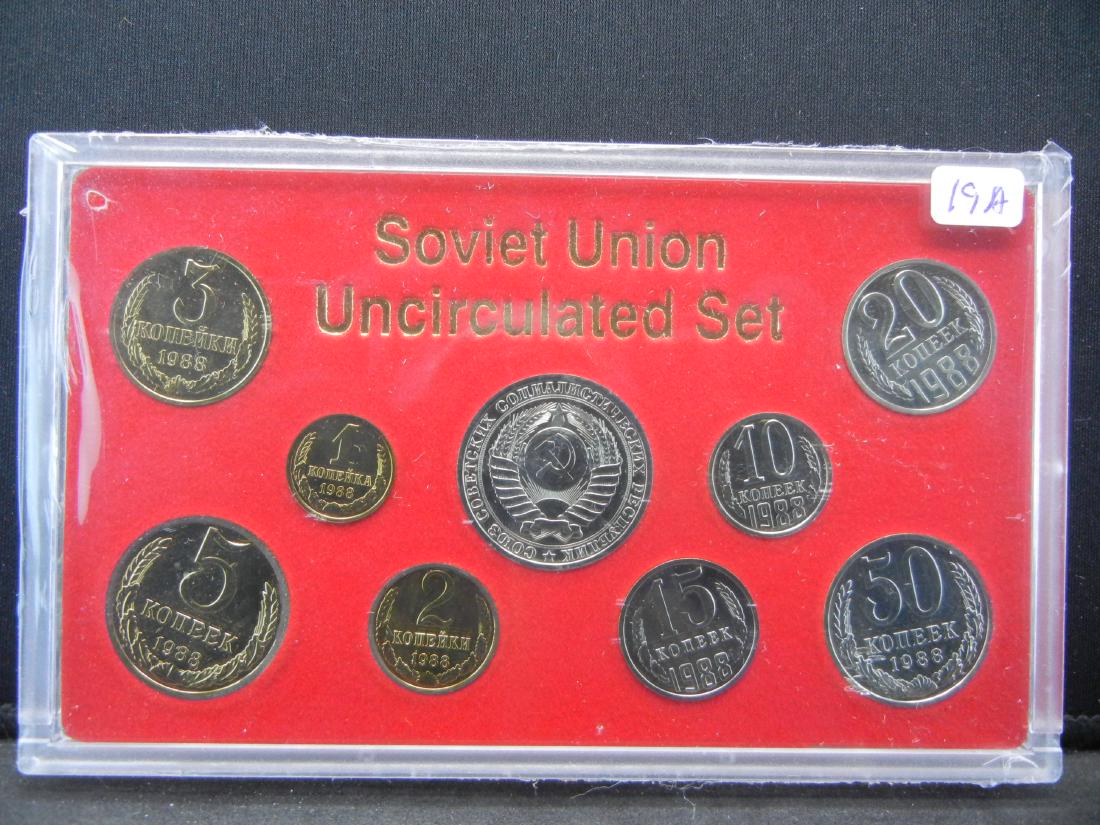 19A
Soviet Union
Uncirculated Set
3
КОПЕЙКИ
1988
20
КОПЕЕК
1988
1
КОПЕЙКА
1988
СОЮЗ СОВЕТСКИХ СОЦИАЛИСТИЧЕСКИХ РЕСПУБЛИК
10
КОПЕЕК
1988
5
КОПЕЕК
1988
2
КОПЕЙКИ
1988
15
КОПЕЕК
1988
50
КОПЕЕК
1988